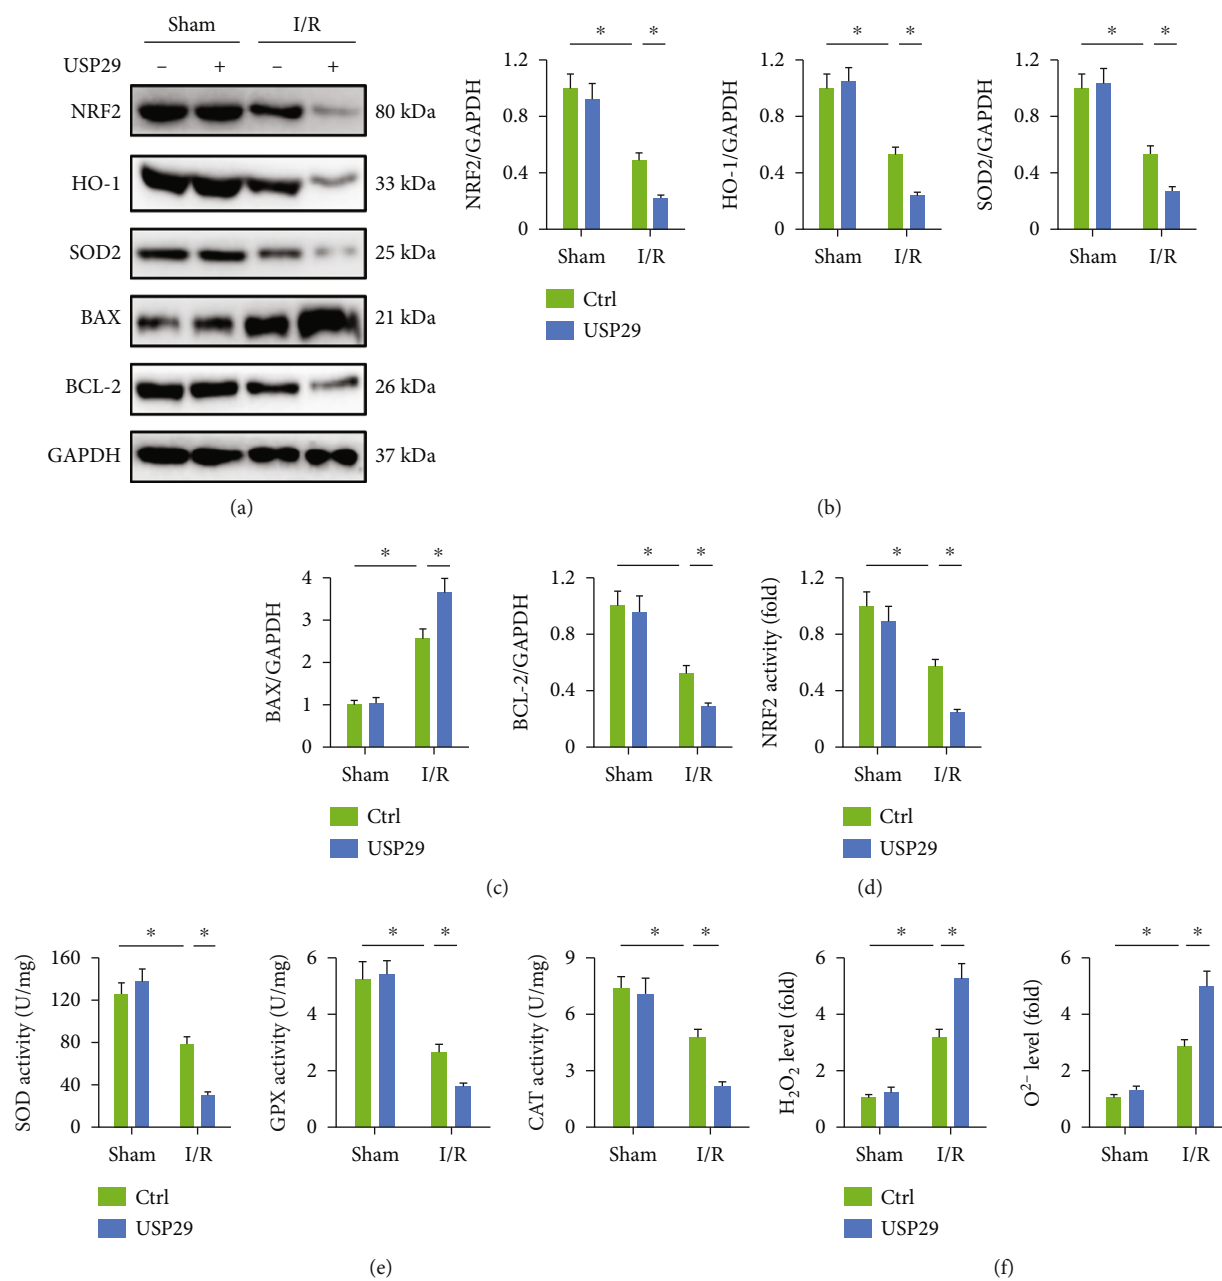 Sham I/R
USP29 – + – +
NRF2 80 kDa
HO-1 33 kDa
SOD2 25 kDa
BAX 21 kDa
BCL-2 26 kDa
GAPDH 37 kDa
(a)
* *
NRF2/GAPDH
1.2
0.8
0.4
0
Sham I/R
* *
HO-1/GAPDH
1.2
0.8
0.4
0
Sham I/R
* *
SOD2/GAPDH
1.2
0.8
0.4
0
Sham I/R
Ctrl
USP29
(b)
* *
BAX/GAPDH
4
3
2
1
0
Sham I/R
* *
BCL-2/GAPDH
1.2
0.8
0.4
0
Sham I/R
Ctrl
USP29
(c)
* *
NRF2 activity (fold)
1.2
0.8
0.4
0
Sham I/R
Ctrl
USP29
(d)
* *
SOD activity (U/mg)
160
120
80
40
0
Sham I/R
* *
GPX activity (U/mg)
6
4
2
0
Sham I/R
* *
CAT activity (U/mg)
9
6
3
0
Sham I/R
Ctrl
USP29
(e)
* *
H₂O₂ level (fold)
6
4
2
0
Sham I/R
* *
O²⁻ level (fold)
6
4
2
0
Sham I/R
Ctrl
USP29
(f)